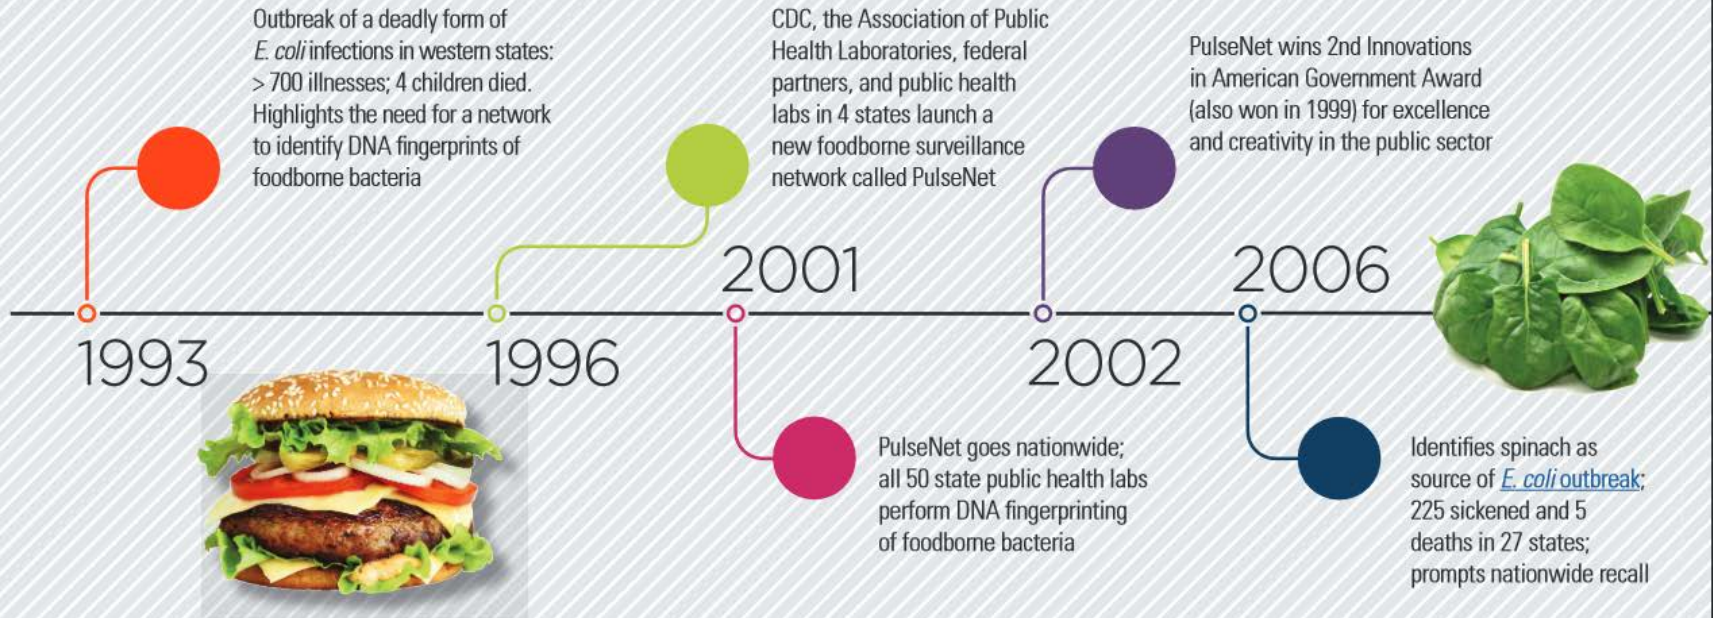 Outbreak of a deadly form of
E. coli infections in western states:
> 700 illnesses; 4 children died.
Highlights the need for a network
to identify DNA fingerprints of
foodborne bacteria
1993
CDC, the Association of Public
Health Laboratories, federal
partners, and public health
labs in 4 states launch a
new foodborne surveillance
network called PulseNet
1996
2001
PulseNet goes nationwide;
all 50 state public health labs
perform DNA fingerprinting
of foodborne bacteria
PulseNet wins 2nd Innovations
in American Government Award
(also won in 1999) for excellence
and creativity in the public sector
2002
2006
Identifies spinach as
source of E. coli outbreak;
225 sickened and 5
deaths in 27 states;
prompts nationwide recall